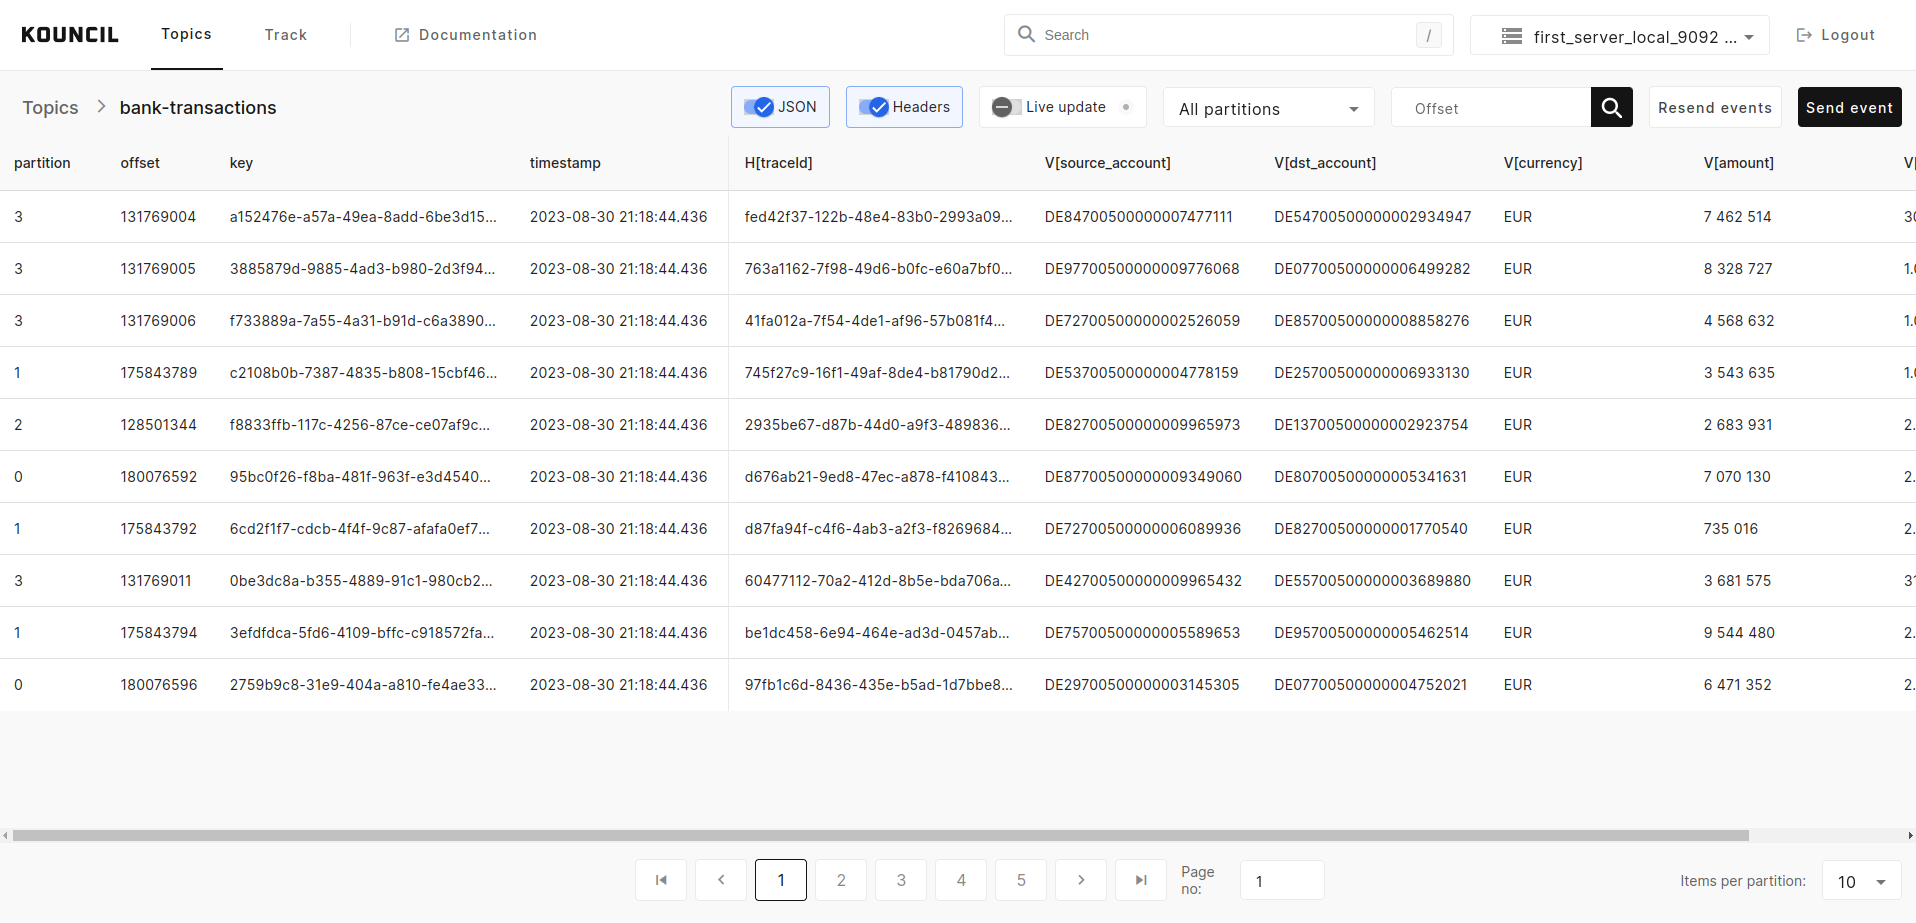 KOUNCIL Topics Track Documentation Search / first_server_local_9092 ... Logout
Topics > bank-transactions JSON Headers Live update All partitions Offset Resend events Send event
partition offset key timestamp H[traceId] V[source_account] V[dst_account] V[currency] V[amount] V[
3 131769004 a152476e-a57a-49ea-8add-6be3d15... 2023-08-30 21:18:44.436 fed42f37-122b-48e4-83b0-2993a09... DE84700500000007477111 DE54700500000002934947 EUR 7 462 514 30
3 131769005 3885879d-9885-4ad3-b980-2d3f94... 2023-08-30 21:18:44.436 763a1162-7f98-49d6-b0fc-e60a7bf0... DE97700500000009776068 DE07700500000006499282 EUR 8 328 727 1.0
3 131769006 f733889a-7a55-4a31-b91d-c6a3890... 2023-08-30 21:18:44.436 41fa012a-7f54-4de1-af96-57b081f4... DE72700500000002526059 DE85700500000008858276 EUR 4 568 632 1.0
1 175843789 c2108b0b-7387-4835-b808-15cbf46... 2023-08-30 21:18:44.436 745f27c9-16f1-49af-8de4-b81790d2... DE53700500000004778159 DE25700500000006933130 EUR 3 543 635 1.0
2 128501344 f8833ffb-117c-4256-87ce-ce07af9c... 2023-08-30 21:18:44.436 2935be67-d87b-44d0-a9f3-489836... DE82700500000009965973 DE13700500000002923754 EUR 2 683 931 2.
0 180076592 95bc0f26-f8ba-481f-963f-e3d4540... 2023-08-30 21:18:44.436 d676ab21-9ed8-47ec-a878-f410843... DE87700500000009349060 DE80700500000005341631 EUR 7 070 130 2.
1 175843792 6cd2f1f7-cdcb-4f4f-9c87-afafa0ef7... 2023-08-30 21:18:44.436 d87fa94f-c4f6-4ab3-a2f3-f8269684... DE72700500000006089936 DE82700500000001770540 EUR 735 016 2.
3 131769011 0be3dc8a-b355-4889-91c1-980cb2... 2023-08-30 21:18:44.436 60477112-70a2-412d-8b5e-bda706a... DE42700500000009965432 DE55700500000003689880 EUR 3 681 575 31
1 175843794 3efdfdca-5fd6-4109-bffc-c918572fa... 2023-08-30 21:18:44.436 be1dc458-6e94-464e-ad3d-0457ab... DE75700500000005589653 DE95700500000005462514 EUR 9 544 480 2.
0 180076596 2759b9c8-31e9-404a-a810-fe4ae33... 2023-08-30 21:18:44.436 97fb1c6d-8436-435e-b5ad-1d7bbe8... DE29700500000003145305 DE07700500000004752021 EUR 6 471 352 2.
1 2 3 4 5 Page no: 1 Items per partition: 10